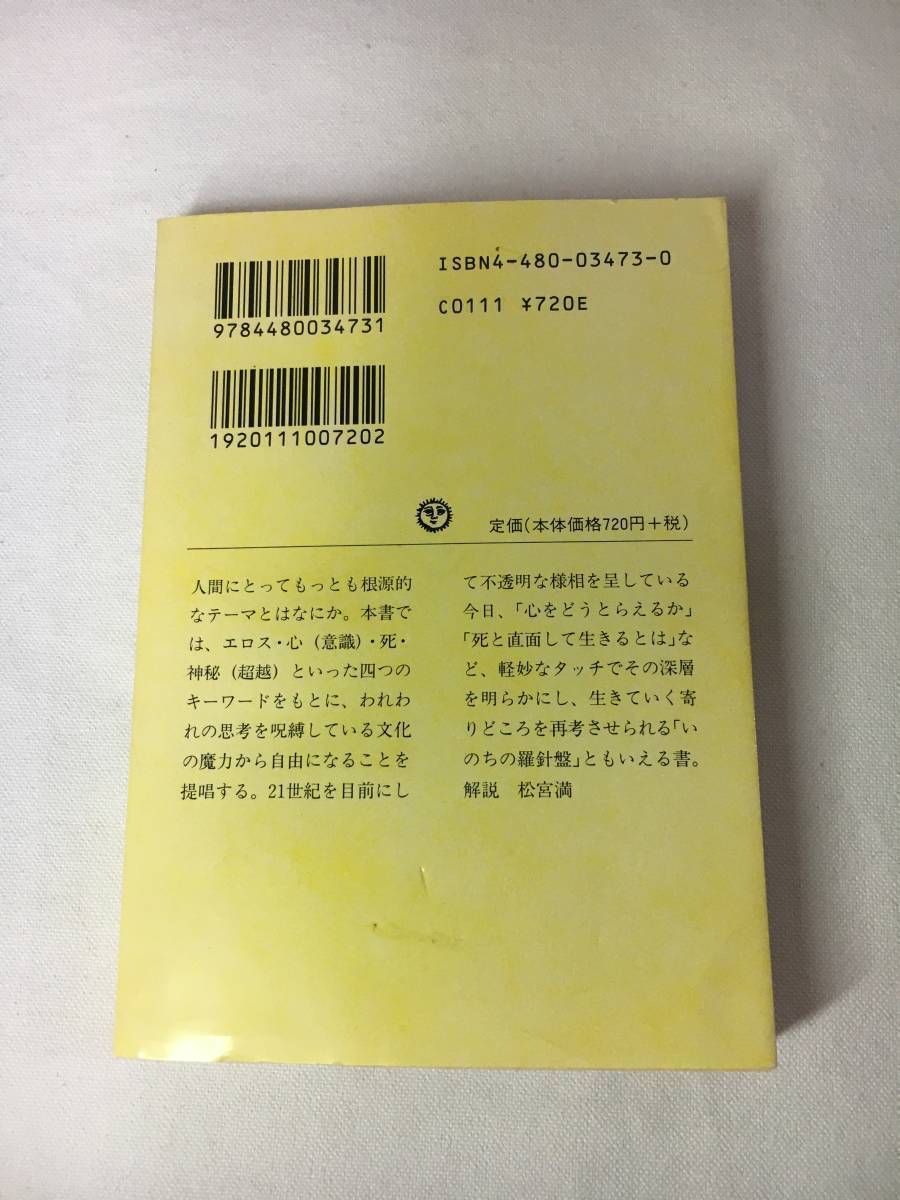 ISBN4-480-03473-0
C0111 ¥720E
9784480034731
1920111007202
定価(本体価格720円+税)
人間にとってもっとも根源的
なテーマとはなにか。本書で
は、エロス・心(意識)・死・
神秘(超越)といった四つの
キーワードをもとに、われわ
れの思考を呪縛している文化
の魔力から自由になることを
提唱する。21世紀を目前にし
て不透明な様相を呈している
今日、「心をどうとらえるか」
「死と直面して生きるとは」な
ど、軽妙なタッチでその深層
を明らかにし、生きていく寄
りどころを再考させられる「い
のちの羅針盤」ともいえる書。
解説 松宮満